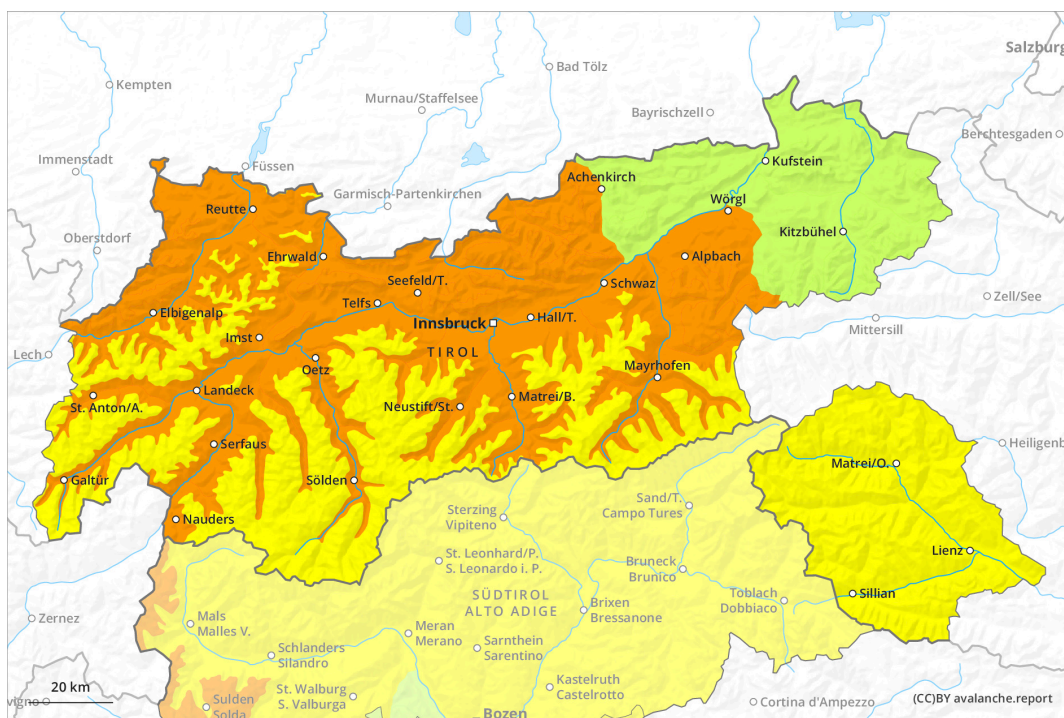 Salzburg
Bad Tölz
Kempten
Murnau/Staffelsee
Bayrischzell
Berchtesgaden
Immenstadt
Füssen
Kufstein
Achenkirch
Garmisch-Partenkirchen
Reutte
Wörgl
Oberstdorf
Kitzbühel
Ehrwald
Alpbach
Seefeld/T.
Schwaz
Zell/See
Telfs
Elbigenalp
Innsbruck
Hall/T.
Mittersill
Imst
Lech
TIROL
Oetz
Mayrhofen
Landeck
St. Anton/A.
Neustift/St.
Matrei/B.
Serfaus
Heiligenb
Matrei/O.
Galtür
Sölden
Sand/T.
Campo Tures
Sterzing
Vipiteno
Nauders
Lienz
St. Leonhard/P.
S. Leonardo i. P.
Bruneck
Brunico
SÜDTIROL
ALTO ADIGE
Sillian
Toblach
Dobbiaco
Brixen
Bressanone
Zernez
Mals
Malles V.
Meran
Merano
Sarnthein
Sarentino
Schlanders
Silandro
20 km
St. Walburg
S. Valburga
Kastelruth
Castelrotto
vigno
Sulden
Solda
Cortina d'Ampezzo
(CC)BY avalanche.report
Bozen